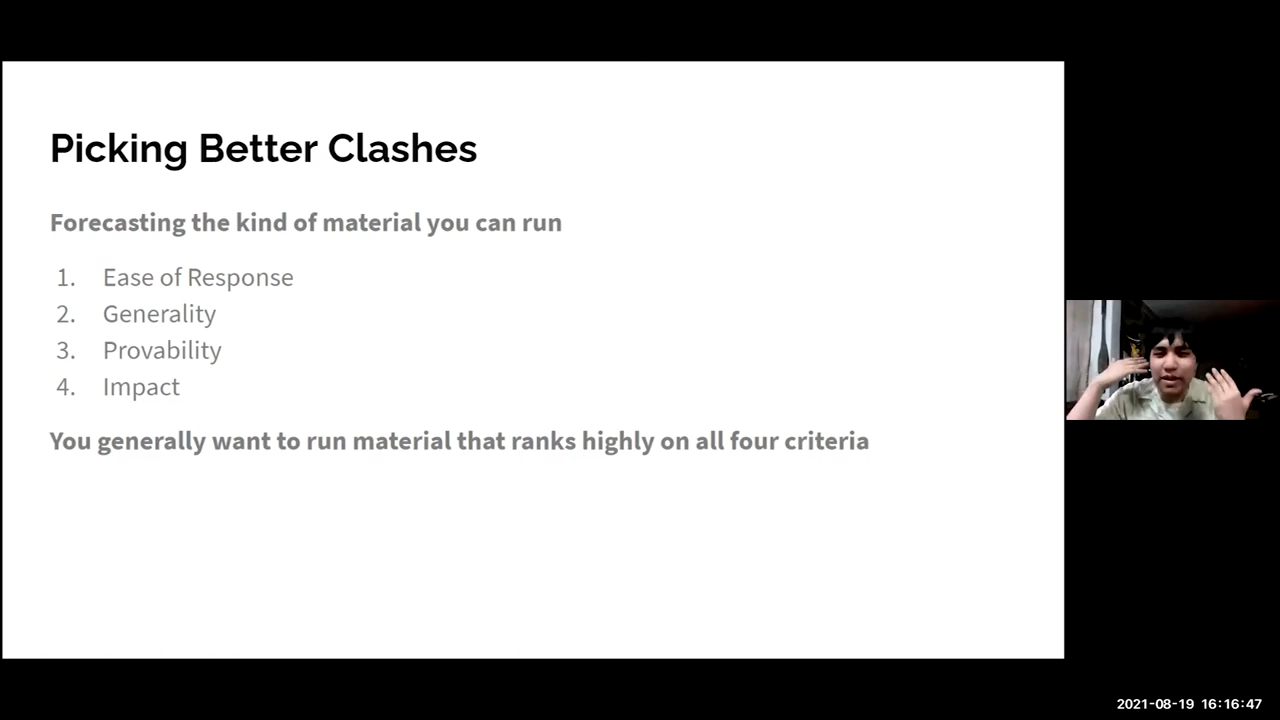 Picking Better Clashes
Forecasting the kind of material you can run
1. Ease of Response
2. Generality
3. Provability
4. Impact
You generally want to run material that ranks highly on all four criteria
2021-08-19 16:16:47